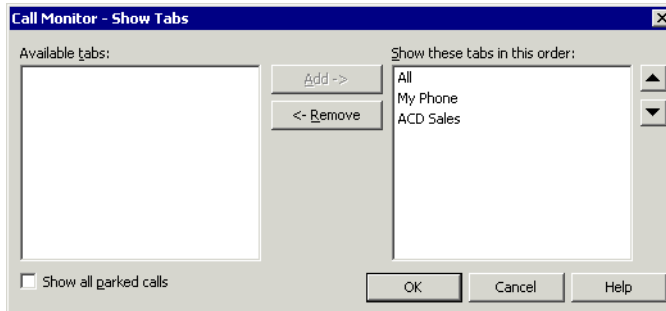 Call Monitor - Show Tabs
Available tabs:
Show these tabs in this order:
Add ->
<- Remove
All
My Phone
ACD Sales
Show all parked calls
OK
Cancel
Help